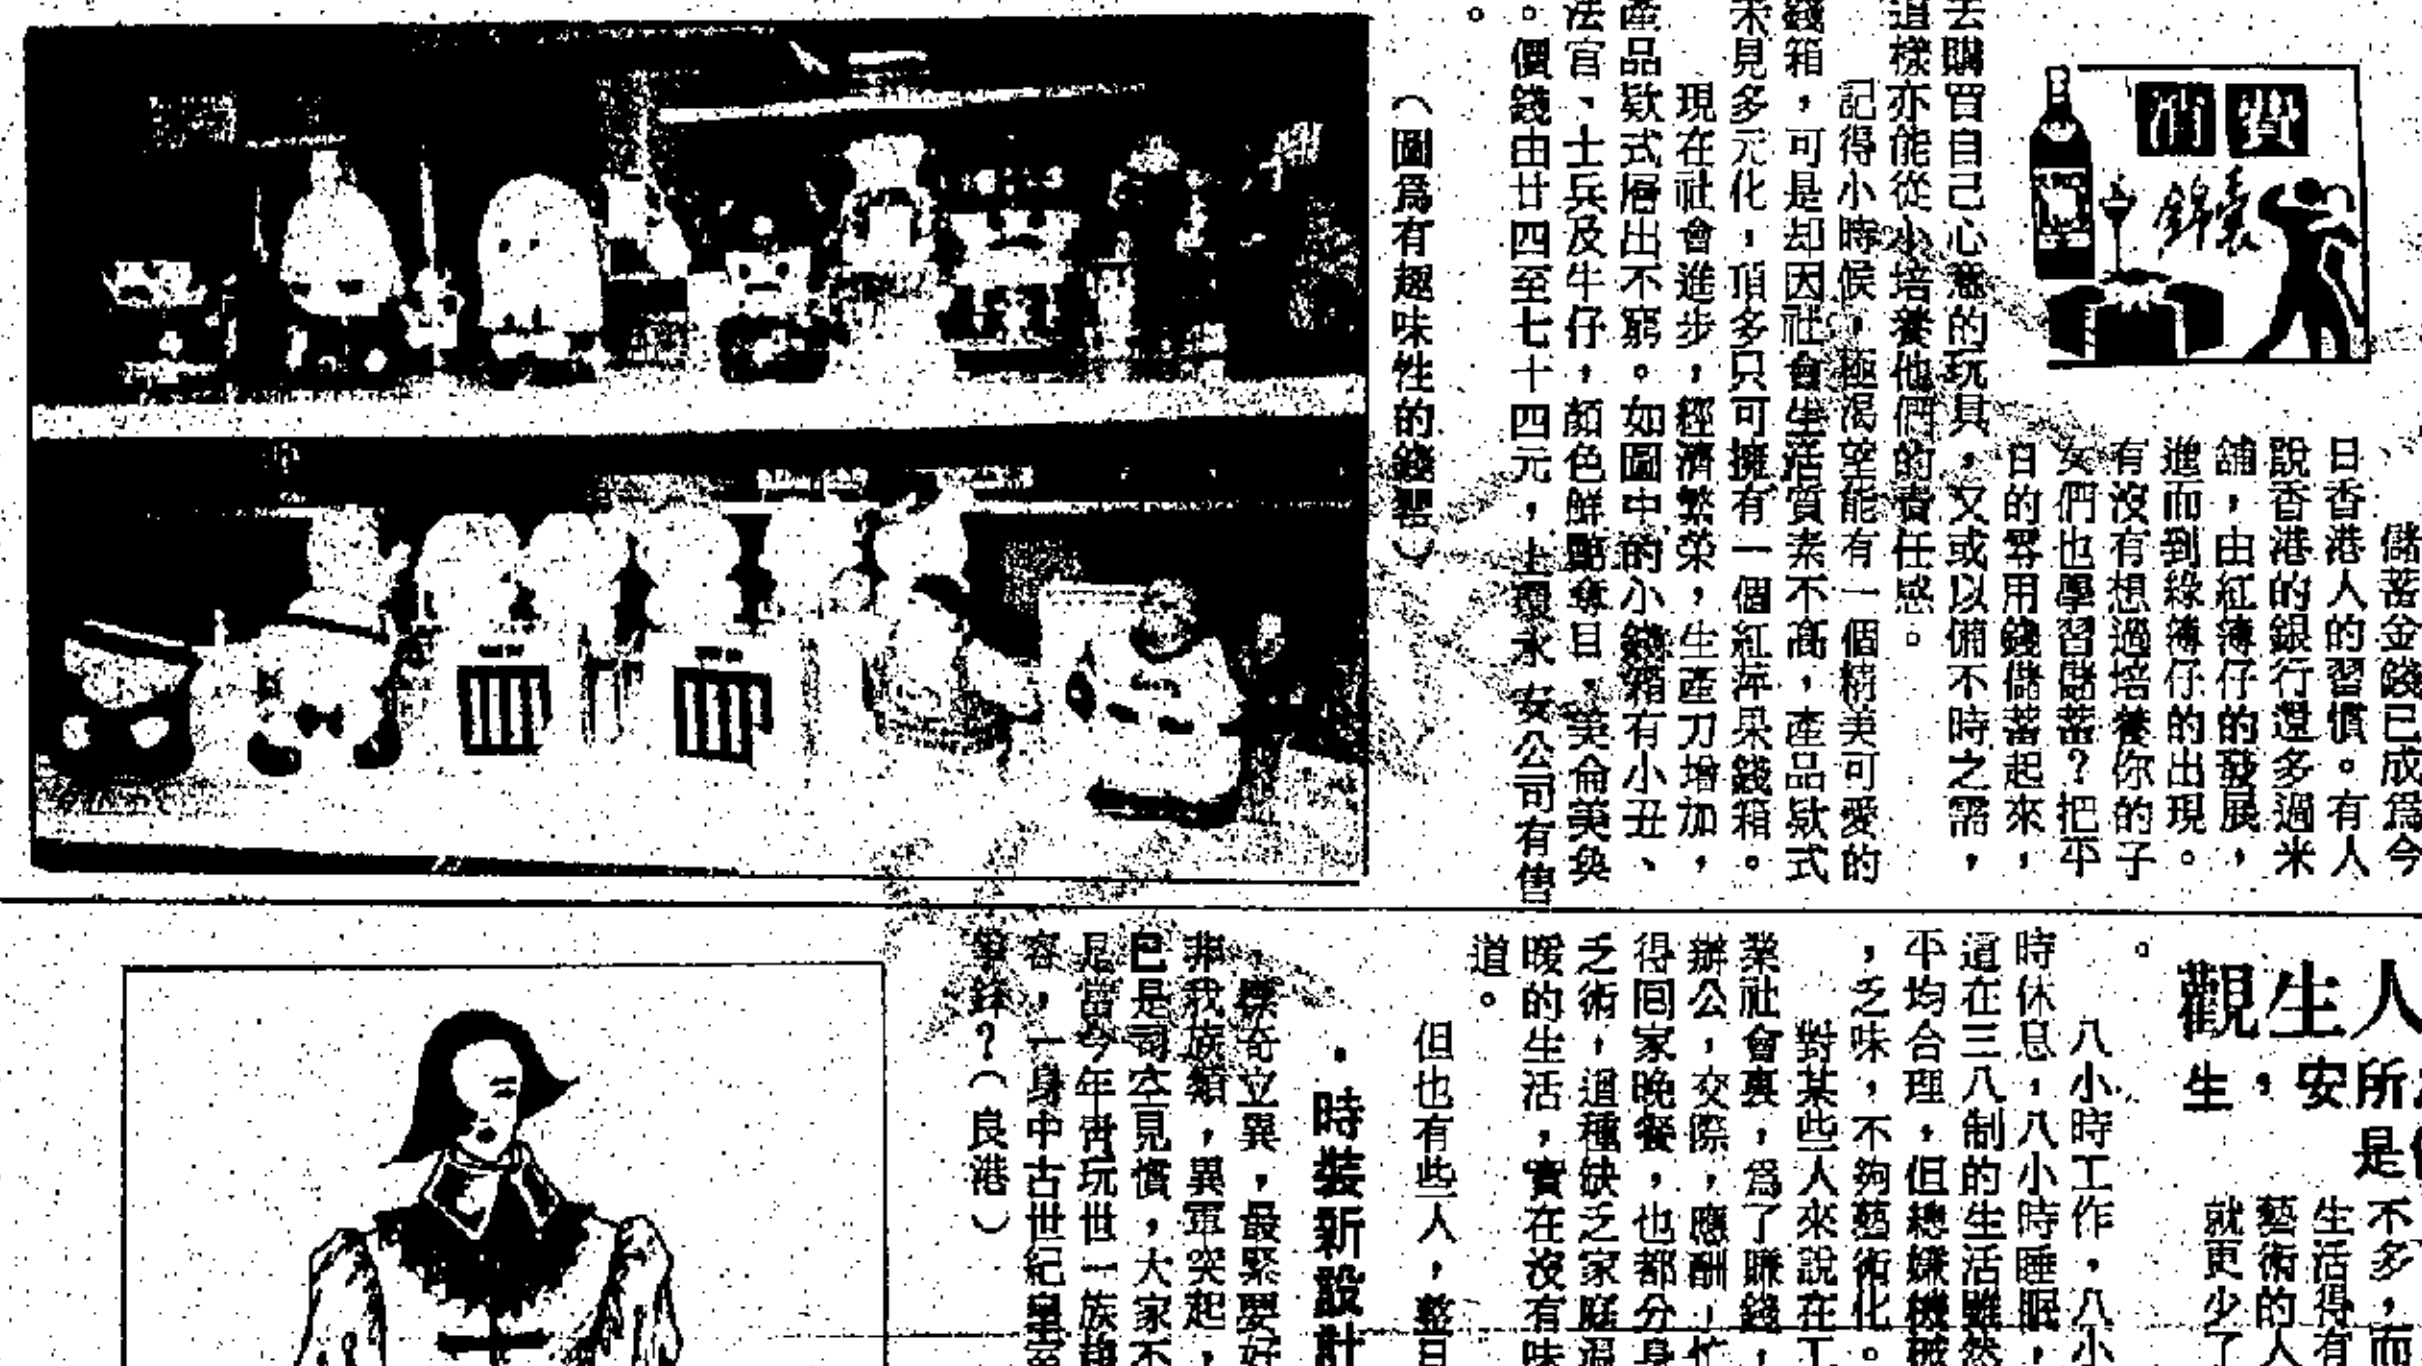 消費
錦囊
儲蓄金錢已成爲今
日香港人的習慣。有人
說香港的銀行還多過米
舖，由紅簿仔的發展，
進而到綠簿仔的出現。
有沒有想過培養你的子
女們也學習儲蓄？把平
日的零用錢儲蓄起來，
去購買自己心意的玩具，又或以備不時之需，
這樣亦能從小培養他們的責任感。
記得小時候，極渴望能有一個精美可愛的
錢箱，可是却因社會生活質素不高，產品欵式
未見多元化，頂多只可擁有一個紅苹果錢箱。
現在社會進步，經濟繁榮，生產力增加，
產品欵式層出不窮。如圖中的小錢箱有小丑、
法官、士兵及牛仔，顏色鮮艷奪目，美侖美奐
。價錢由廿四至七十四元，上環永安公司有售
。
（圖爲有趣味性的錢罌）
人生觀
所
安，生
是
不多，而
生活得有
藝術的人
就更少了
。
八小時工作，八小
時休息，八小時睡眠，
道在三八制的生活雖然
平均合理，但總嫌機械
，乏味，不夠藝術化。
對某些人來說在工
業社會裏，爲了賺錢，
辦公，交際，應酬，忙
得囘家晚餐，也都分身
乏術，這種缺乏家庭溫
暖的生活，實在沒有味
道。
但也有些人，整日
・時裝新設計
標奇立異，最緊要好
非我族類，異軍突起，
已是司空見慣，大家不
是當今年青玩世一族
容，一身中古世紀
（良港）